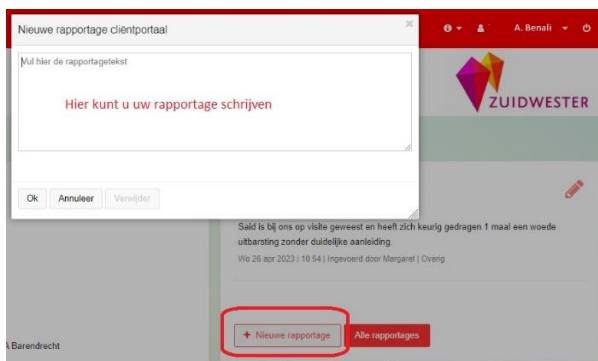 Nieuwe rapportage cliëntportaal
×
A. Benali
Vul hier de rapportagetekst
Hier kunt u uw rapportage schrijven
ZUIDWESTER
Ok Annuleer Verwijder
Said is bij ons op visite geweest en heeft zich keurig gedragen 1 maal een woede
uitbarsting zonder duidelijke aanleiding.
Wo 26 apr 2023 | 10:54 | Ingevoerd door Margaret | Overig
+ Nieuwe rapportage Alle rapportages
A Barendrecht